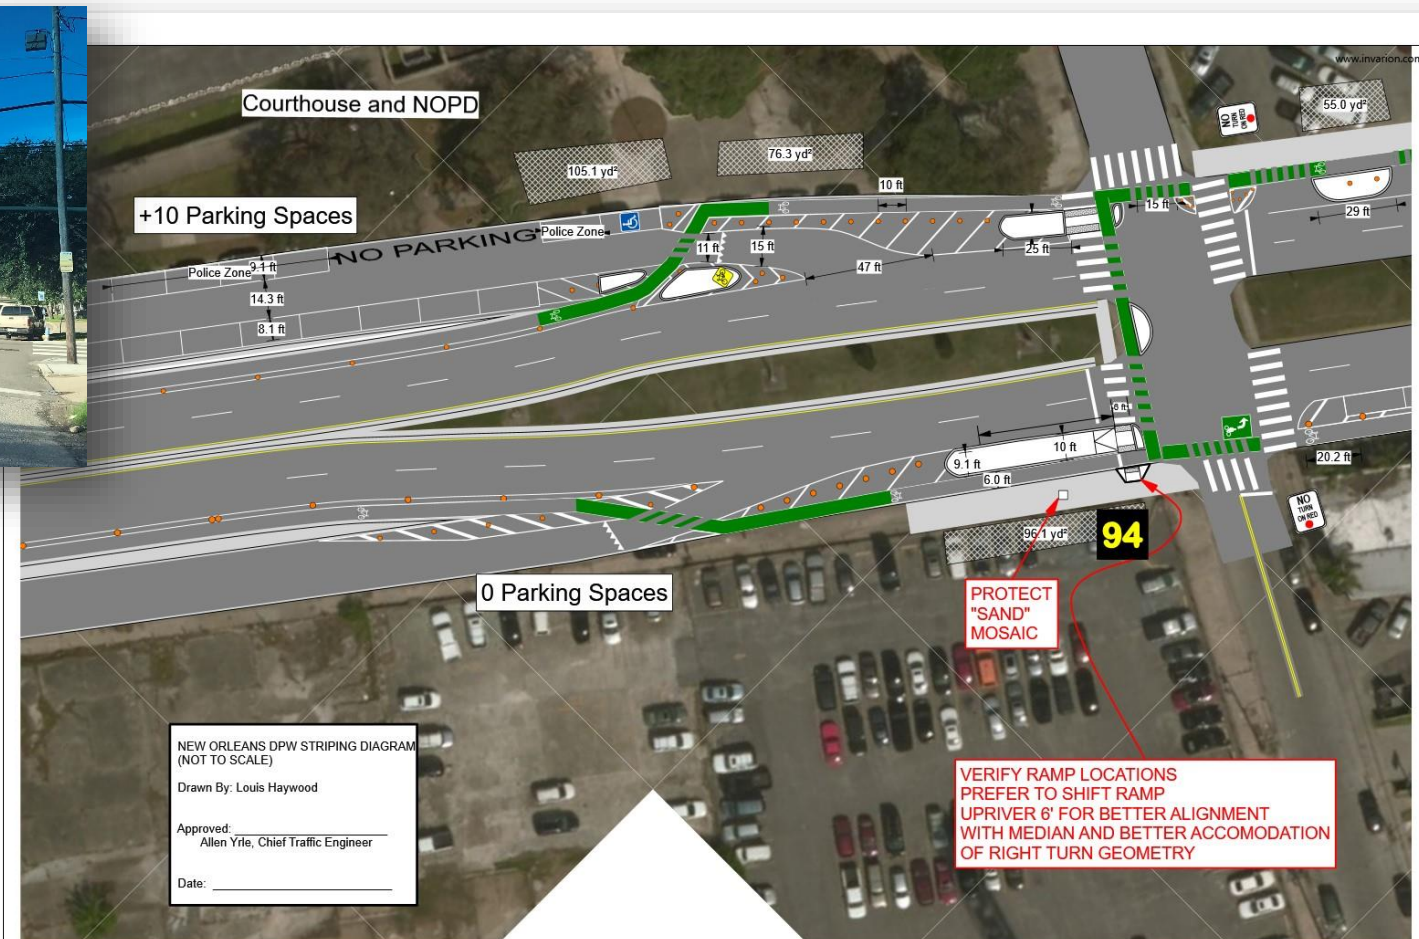 www.invarion.com
Courthouse and NOPD
NO
TURN
ON RED
55.0 yd²
76.3 yd²
105.1 yd²
10 ft
+10 Parking Spaces
15 ft
29 ft
Police Zone
NO PARKING
11 ft
15 ft
25 ft
47 ft
Police Zone
9.1 ft
14.3 ft
8.1 ft
6 ft
10 ft
9.1 ft
6.0 ft
20.2 ft
NO
TURN
ON RED
96.1 yd²
94
0 Parking Spaces
PROTECT
"SAND"
MOSAIC
NEW ORLEANS DPW STRIPING DIAGRAM
(NOT TO SCALE)
Drawn By: Louis Haywood
Approved:
Allen Yrle, Chief Traffic Engineer
Date:
VERIFY RAMP LOCATIONS
PREFER TO SHIFT RAMP
UPRIVER 6' FOR BETTER ALIGNMENT
WITH MEDIAN AND BETTER ACCOMODATION
OF RIGHT TURN GEOMETRY